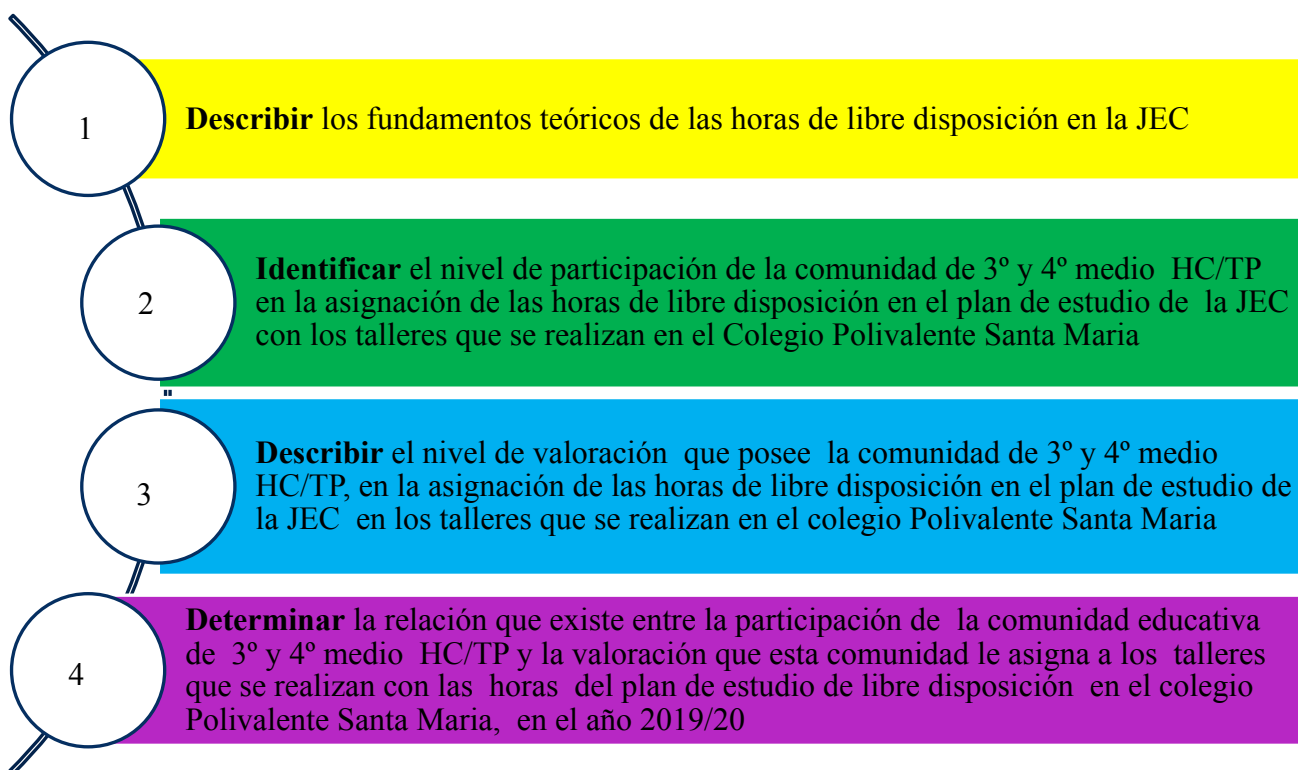 1
Describir los fundamentos teóricos de las horas de libre disposición en la JEC
2
Identificar el nivel de participación de la comunidad de 3º y 4º medio HC/TP
en la asignación de las horas de libre disposición en el plan de estudio de la JEC
con los talleres que se realizan en el Colegio Polivalente Santa Maria
3
Describir el nivel de valoración que posee la comunidad de 3º y 4º medio
HC/TP, en la asignación de las horas de libre disposición en el plan de estudio de
la JEC en los talleres que se realizan en el colegio Polivalente Santa Maria
4
Determinar la relación que existe entre la participación de la comunidad educativa
de 3º y 4º medio HC/TP y la valoración que esta comunidad le asigna a los talleres
que se realizan con las horas del plan de estudio de libre disposición en el colegio
Polivalente Santa Maria, en el año 2019/20